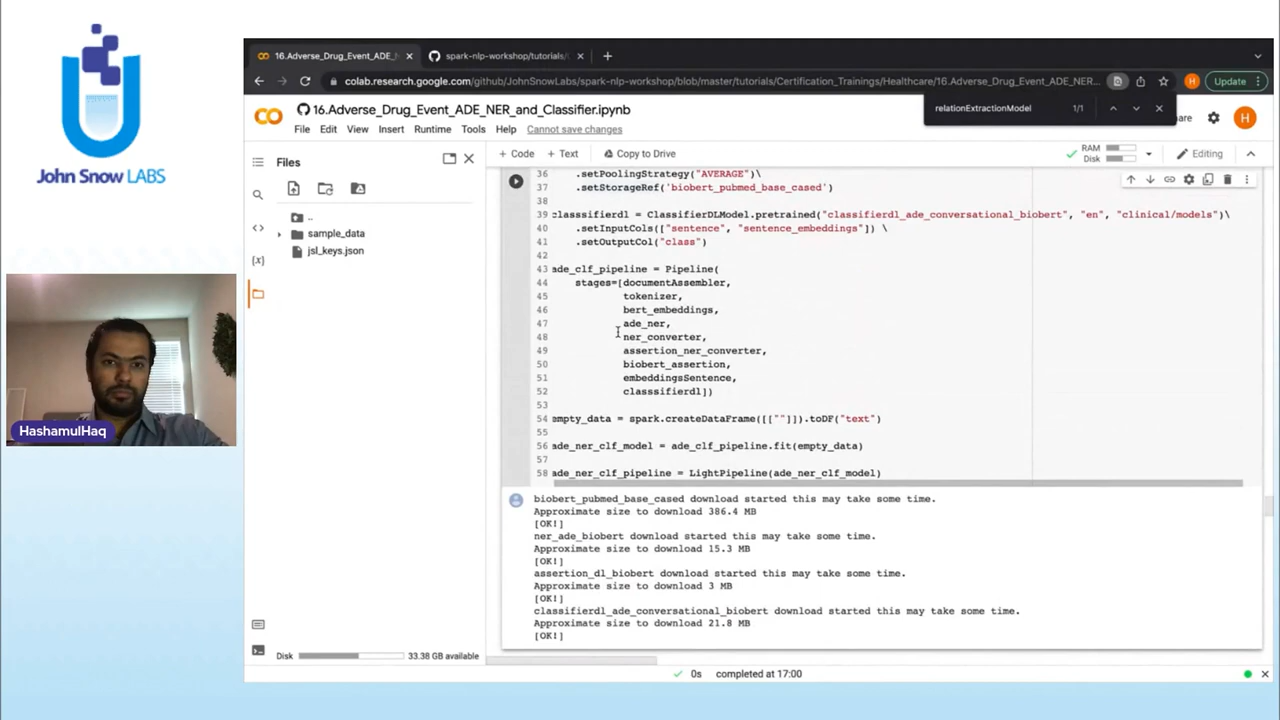 John Snow LABS
HashamulHaq
16.Adverse_Drug_Event_ADE_N
spark-nlp-workshop/tutorials/
colab.research.google.com/github/JohnSnowLabs/spark-nlp-workshop/blob/master/tutorials/Certification_Trainings/Healthcare/16.Adverse_Drug_Event_ADE_NER...
H
Update
16.Adverse_Drug_Event_ADE_NER_and_Classifier.ipynb
relationExtractionModel 1/1
are
H
File Edit View Insert Runtime Tools Help Cannot save changes
Files
+ Code + Text Copy to Drive
RAM
Disk
Editing
..
sample_data
jsl_keys.json
36 .setPoolingStrategy("AVERAGE")\
37 .setStorageRef('biobert_pubmed_base_cased')
38
39 classsifierdl = ClassifierDLModel.pretrained("classifierdl_ade_conversational_biobert", "en", "clinical/models")\
40 .setInputCols(["sentence", "sentence_embeddings"]) \
41 .setOutputCol("class")
42
43 ade_clf_pipeline = Pipeline(
44 stages=[documentAssembler,
45 tokenizer,
46 bert_embeddings,
47 ade_ner,
48 ner_converter,
49 assertion_ner_converter,
50 biobert_assertion,
51 embeddingsSentence,
52 classsifierdl])
53
54 empty_data = spark.createDataFrame([[""]]).toDF("text")
55
56 ade_ner_clf_model = ade_clf_pipeline.fit(empty_data)
57
58 ade_ner_clf_pipeline = LightPipeline(ade_ner_clf_model)
biobert_pubmed_base_cased download started this may take some time.
Approximate size to download 386.4 MB
[OK!]
ner_ade_biobert download started this may take some time.
Approximate size to download 15.3 MB
[OK!]
assertion_dl_biobert download started this may take some time.
Approximate size to download 3 MB
[OK!]
classifierdl_ade_conversational_biobert download started this may take some time.
Approximate size to download 21.8 MB
[OK!]
Disk 33.38 GB available
0s completed at 17:00